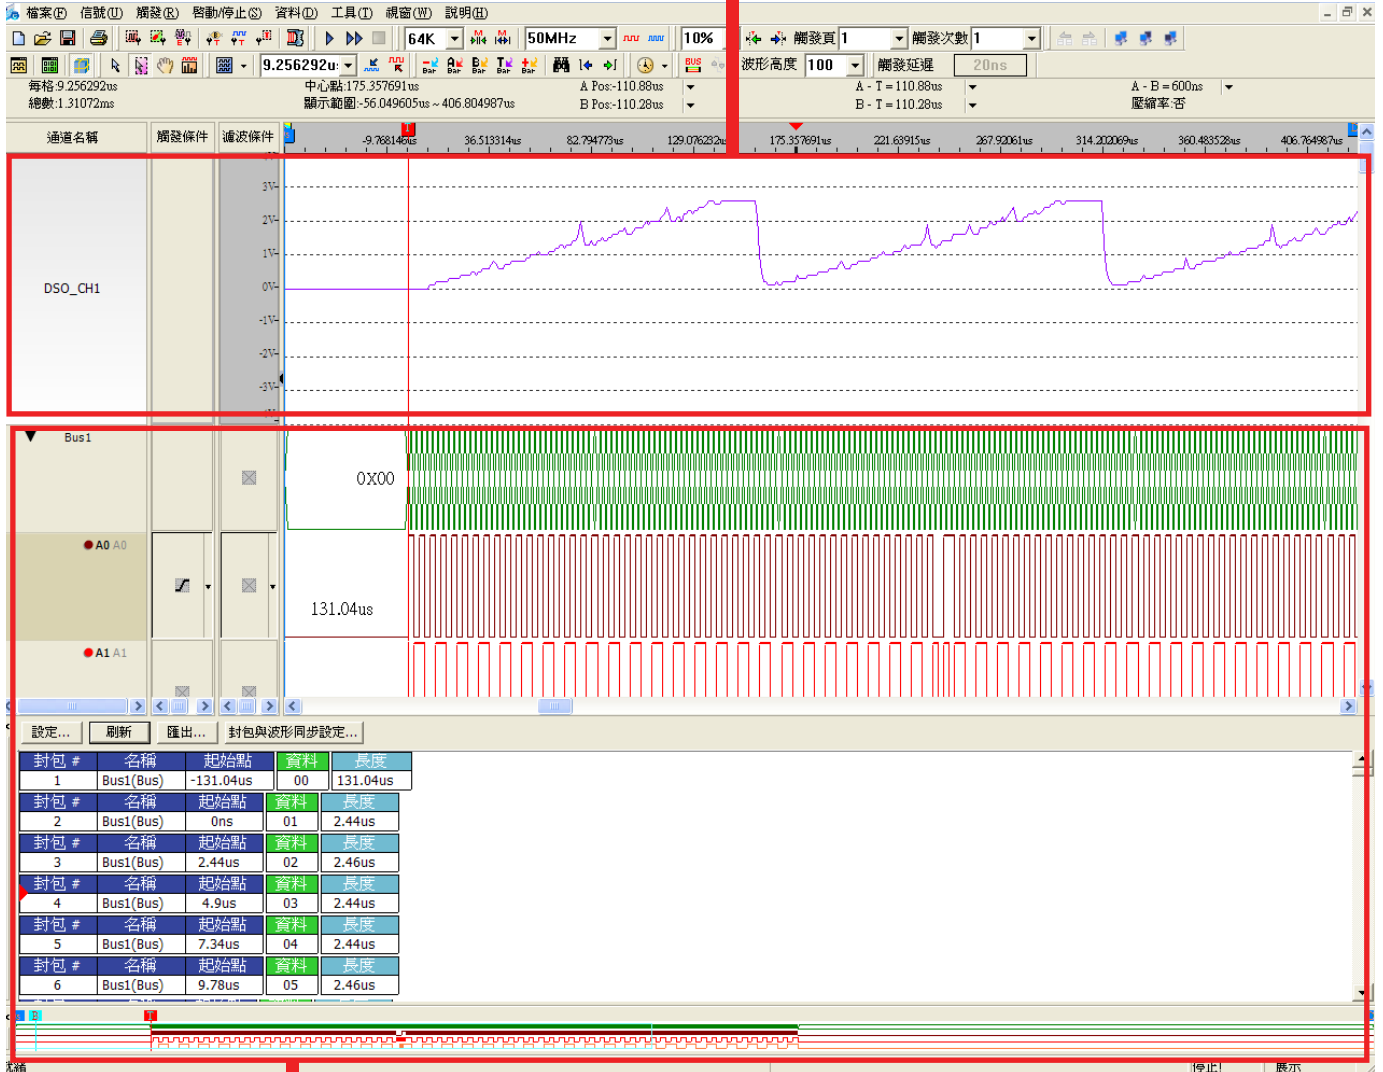 檔案(F) 信號(U) 觸發(R) 啓動/停止(S) 資料(D) 工具(T) 視窗(W) 說明(H)
64K 50MHz 10% 觸發頁 1 觸發次數 1
9.256292u: Bar Bar Bar Bar Bar BUS 波形高度 100 觸發延遲 20ns
每格:9.256292us 中心點:175.357691us A Pos:-110.88us A - T = 110.88us A - B = 600ns
總數:1.31072ms 顯示範圍:-56.049605us ~ 406.804987us B Pos:-110.28us B - T = 110.28us 壓縮率:否
通道名稱 觸發條件 濾波條件 T -9.768146us 36.513314us 82.794773us 129.076232us 175.357691us 221.63915us 267.92061us 314.202069us 360.483528us 406.764987us
3V
2V
1V
DSO_CH1 0V
-1V
-2V
-3V
Bus1
0X00
A0 A0
131.04us
A1 A1
設定... 刷新 匯出... 封包與波形同步設定...
封包 # 名稱 起始點 資料 長度
1 Bus1(Bus) -131.04us 00 131.04us
封包 # 名稱 起始點 資料 長度
2 Bus1(Bus) 0ns 01 2.44us
封包 # 名稱 起始點 資料 長度
3 Bus1(Bus) 2.44us 02 2.46us
封包 # 名稱 起始點 資料 長度
4 Bus1(Bus) 4.9us 03 2.44us
封包 # 名稱 起始點 資料 長度
5 Bus1(Bus) 7.34us 04 2.44us
封包 # 名稱 起始點 資料 長度
6 Bus1(Bus) 9.78us 05 2.46us
B T
就緒 停止! 展示